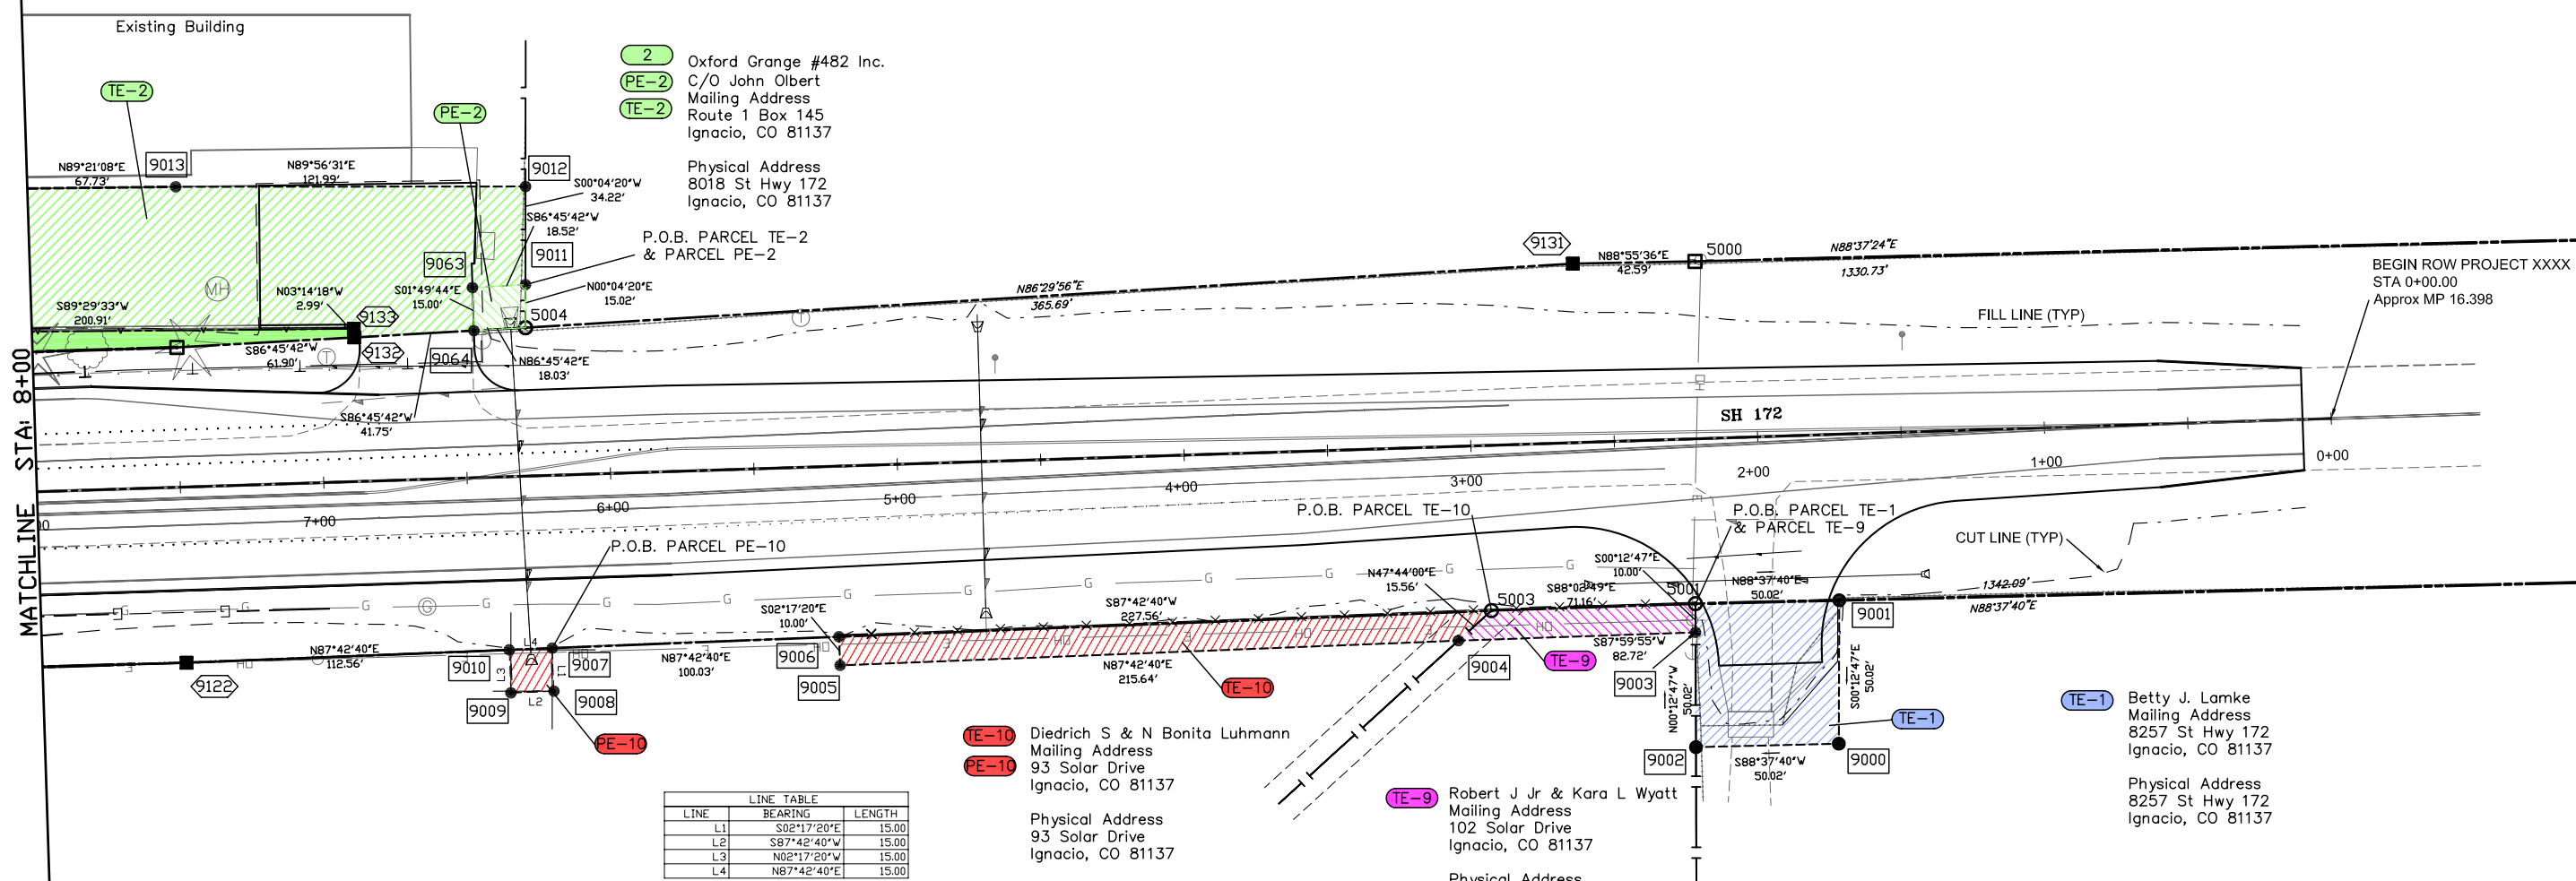 Existing Building
TE-2
PE-2
2
PE-2
TE-2
Oxford Grange #482 Inc.
C/O John Olbert
Mailing Address
Route 1 Box 145
Ignacio, CO 81137
Physical Address
8018 St Hwy 172
Ignacio, CO 81137
N89°21'08"E
67.73'
9013
N89°56'31"E
121.99'
9012
S00°04'20"W
34.22'
S86°45'42"W
18.52'
P.O.B. PARCEL TE-2
& PARCEL PE-2
9011
9063
MH
N03°14'18"W
2.99'
S01°49'44"E
15.00'
N00°04'20"E
15.02'
S89°29'33"W
200.91'
9133
5004
9132
9064
S86°45'42"W
61.90'
T
N86°45'42"E
18.03'
S86°45'42"W
41.75'
N86°29'56"E
365.69'
T
9131
N88°55'36"E
42.59'
5000
N88°37'24"E
1330.73'
BEGIN ROW PROJECT XXXX
STA 0+00.00
Approx MP 16.398
FILL LINE (TYP)
SH 172
MATCHLINE STA: 8+00
7+00
6+00
5+00
4+00
3+00
2+00
1+00
0+00
P.O.B. PARCEL TE-10
P.O.B. PARCEL TE-1
& PARCEL TE-9
CUT LINE (TYP)
P.O.B. PARCEL PE-10
G G G G G G G G G G
S02°17'20"E
10.00'
S87°42'40"W
227.56'
N47°44'00"E
15.56'
5003
S88°02'49"E
71.16'
S00°12'47"E
10.00'
5001
N88°37'40"E
50.02'
9001
1342.09'
N88°37'40"E
9122
N87°42'40"E
112.56'
9010
L4
9007
L3
L1
L2
9009
9008
N87°42'40"E
100.03'
9006
9005
N87°42'40"E
215.64'
9004
TE-9
S87°59'55"W
82.72'
9003
N00°12'47"W
50.02'
S00°12'47"E
50.02'
TE-10
PE-10
9002
S88°37'40"W
50.02'
9000
TE-1
TE-10
PE-10
Diedrich S & N Bonita Luhmann
Mailing Address
93 Solar Drive
Ignacio, CO 81137
Physical Address
93 Solar Drive
Ignacio, CO 81137
TE-9
Robert J Jr & Kara L Wyatt
Mailing Address
102 Solar Drive
Ignacio, CO 81137
Physical Address
TE-1
Betty J. Lamke
Mailing Address
8257 St Hwy 172
Ignacio, CO 81137
Physical Address
8257 St Hwy 172
Ignacio, CO 81137
LINE TABLE
LINE BEARING LENGTH
L1 S02°17'20"E 15.00
L2 S87°42'40"W 15.00
L3 N02°17'20"W 15.00
L4 N87°42'40"E 15.00